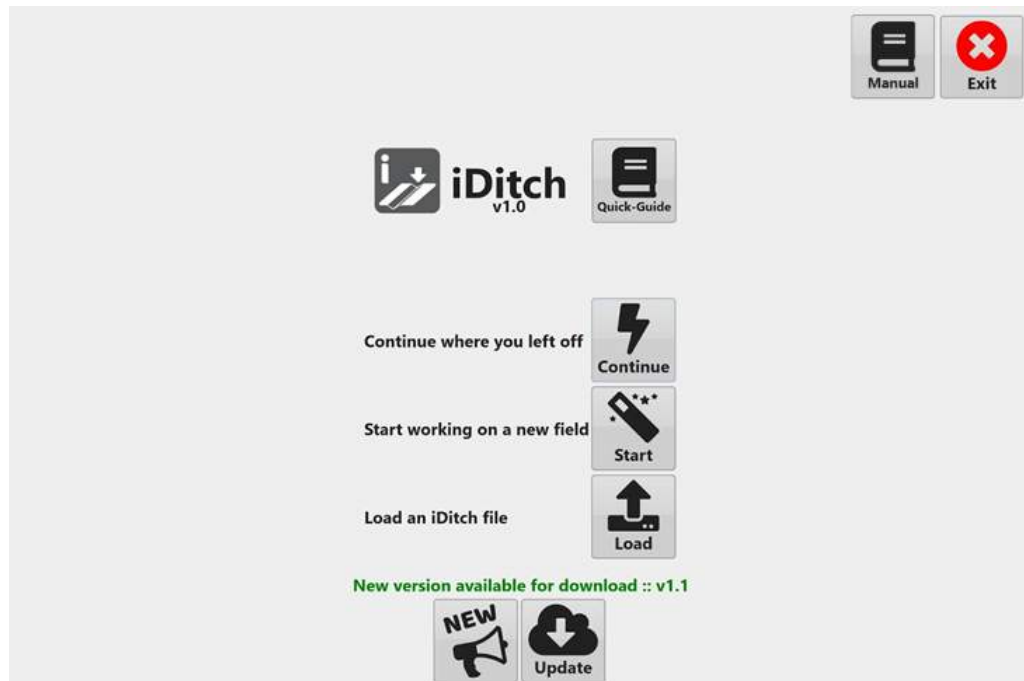 Manual
Exit
i
iDitch
v1.0
Quick-Guide
Continue where you left off
Continue
Start working on a new field
Start
Load an iDitch file
Load
New version available for download :: v1.1
NEW
Update